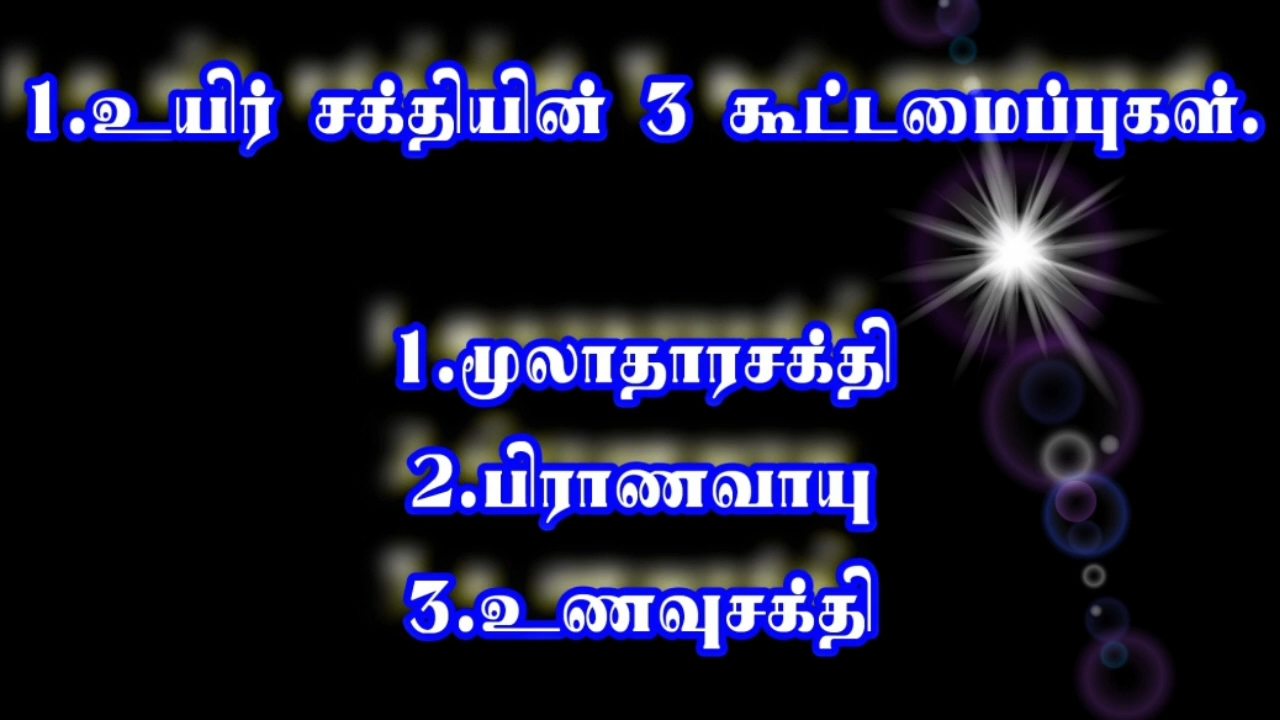 1.உயிர் சக்தியின் 3 கூட்டமைப்புகள்.
1.மூலாதாரசக்தி
2.பிராணவாயு
3.உணவுசக்தி